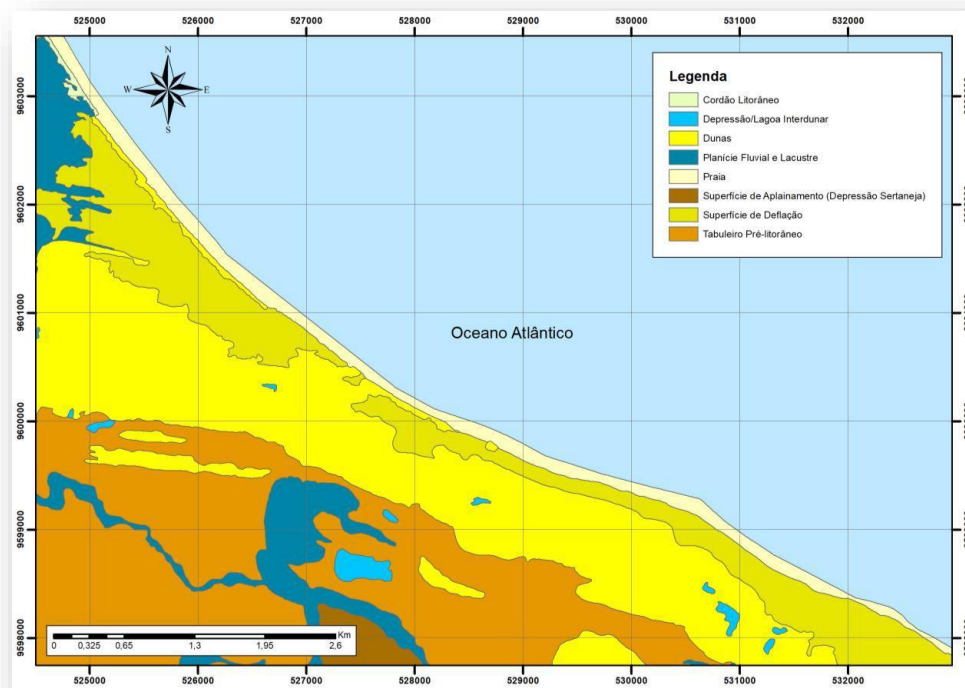 525000 526000 527000 528000 529000 530000 531000 532000
N
W E
S
Legenda
Cordão Litorâneo
Depressão/Lagoa Interdunar
Dunas
Planície Fluvial e Lacustre
Praia
Superfície de Aplainamento (Depressão Sertaneja)
Superfície de Deflação
Tabuleiro Pré-litorâneo
9603000
9602000
9601000
9600000
9599000
9598000
Oceano Atlântico
Km
0 0,325 0,65 1,3 1,95 2,6
525000 526000 527000 528000 529000 530000 531000 532000